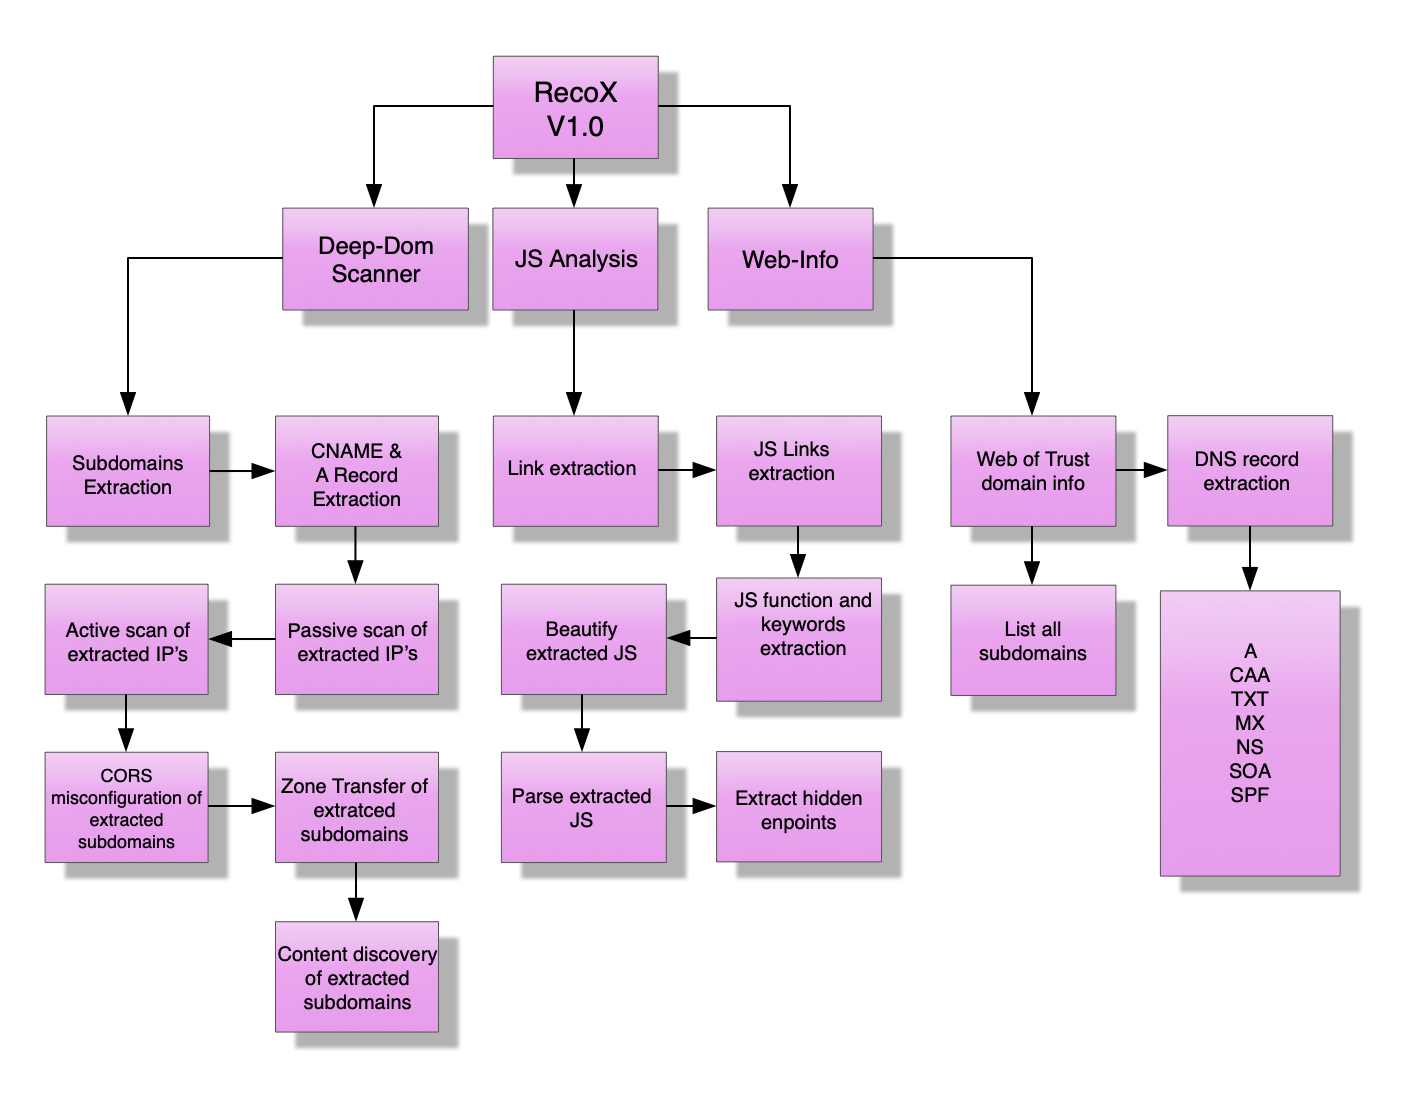 RecoX
V1.0
Deep-Dom
Scanner
JS Analysis
Web-Info
Subdomains
Extraction
CNAME &
A Record
Extraction
Link extraction
JS Links
extraction
Web of Trust
domain info
DNS record
extraction
Active scan of
extracted IP’s
Passive scan of
extracted IP’s
Beautify
extracted JS
JS function and
keywords
extraction
List all
subdomains
A
CAA
TXT
MX
NS
SOA
SPF
CORS
misconfiguration of
extracted
subdomains
Zone Transfer of
extratced
subdomains
Parse extracted
JS
Extract hidden
enpoints
Content discovery
of extracted
subdomains